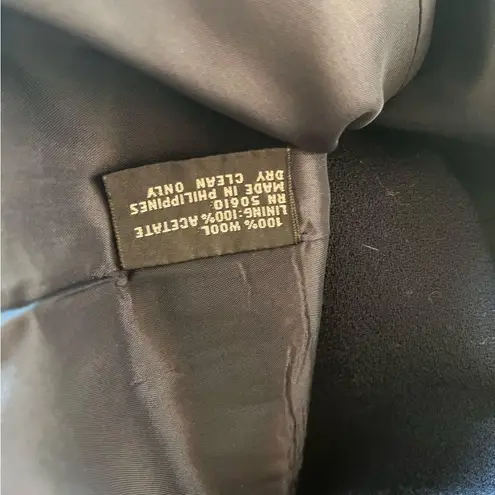 100% WOOL
LINING:100% ACETATE
RN 50610
MADE IN PHILIPPINES
DRY CLEAN ONLY